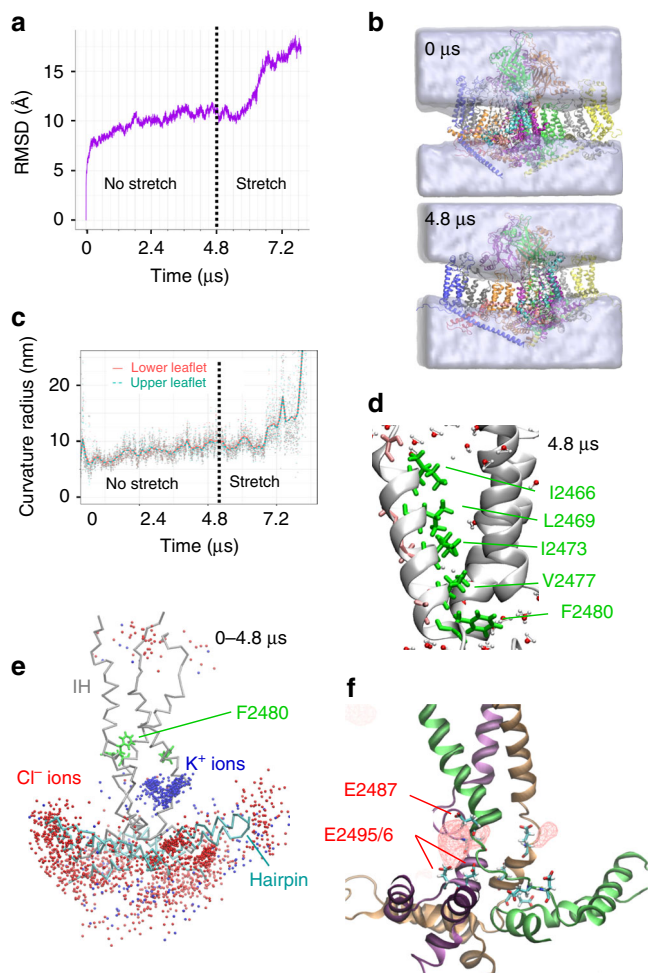 a
RMSD (Å)
15
10
5
0
No stretch
Stretch
0
2.4
4.8
7.2
Time (μs)
b
0 μs
4.8 μs
c
Curvature radius (nm)
20
10
0
Lower leaflet
Upper leaflet
No stretch
Stretch
0
2.4
4.8
7.2
Time (μs)
d
4.8 μs
I2466
L2469
I2473
V2477
F2480
e
0–4.8 μs
IH
F2480
Cl⁻ ions
K⁺ ions
Hairpin
f
E2487
E2495/6